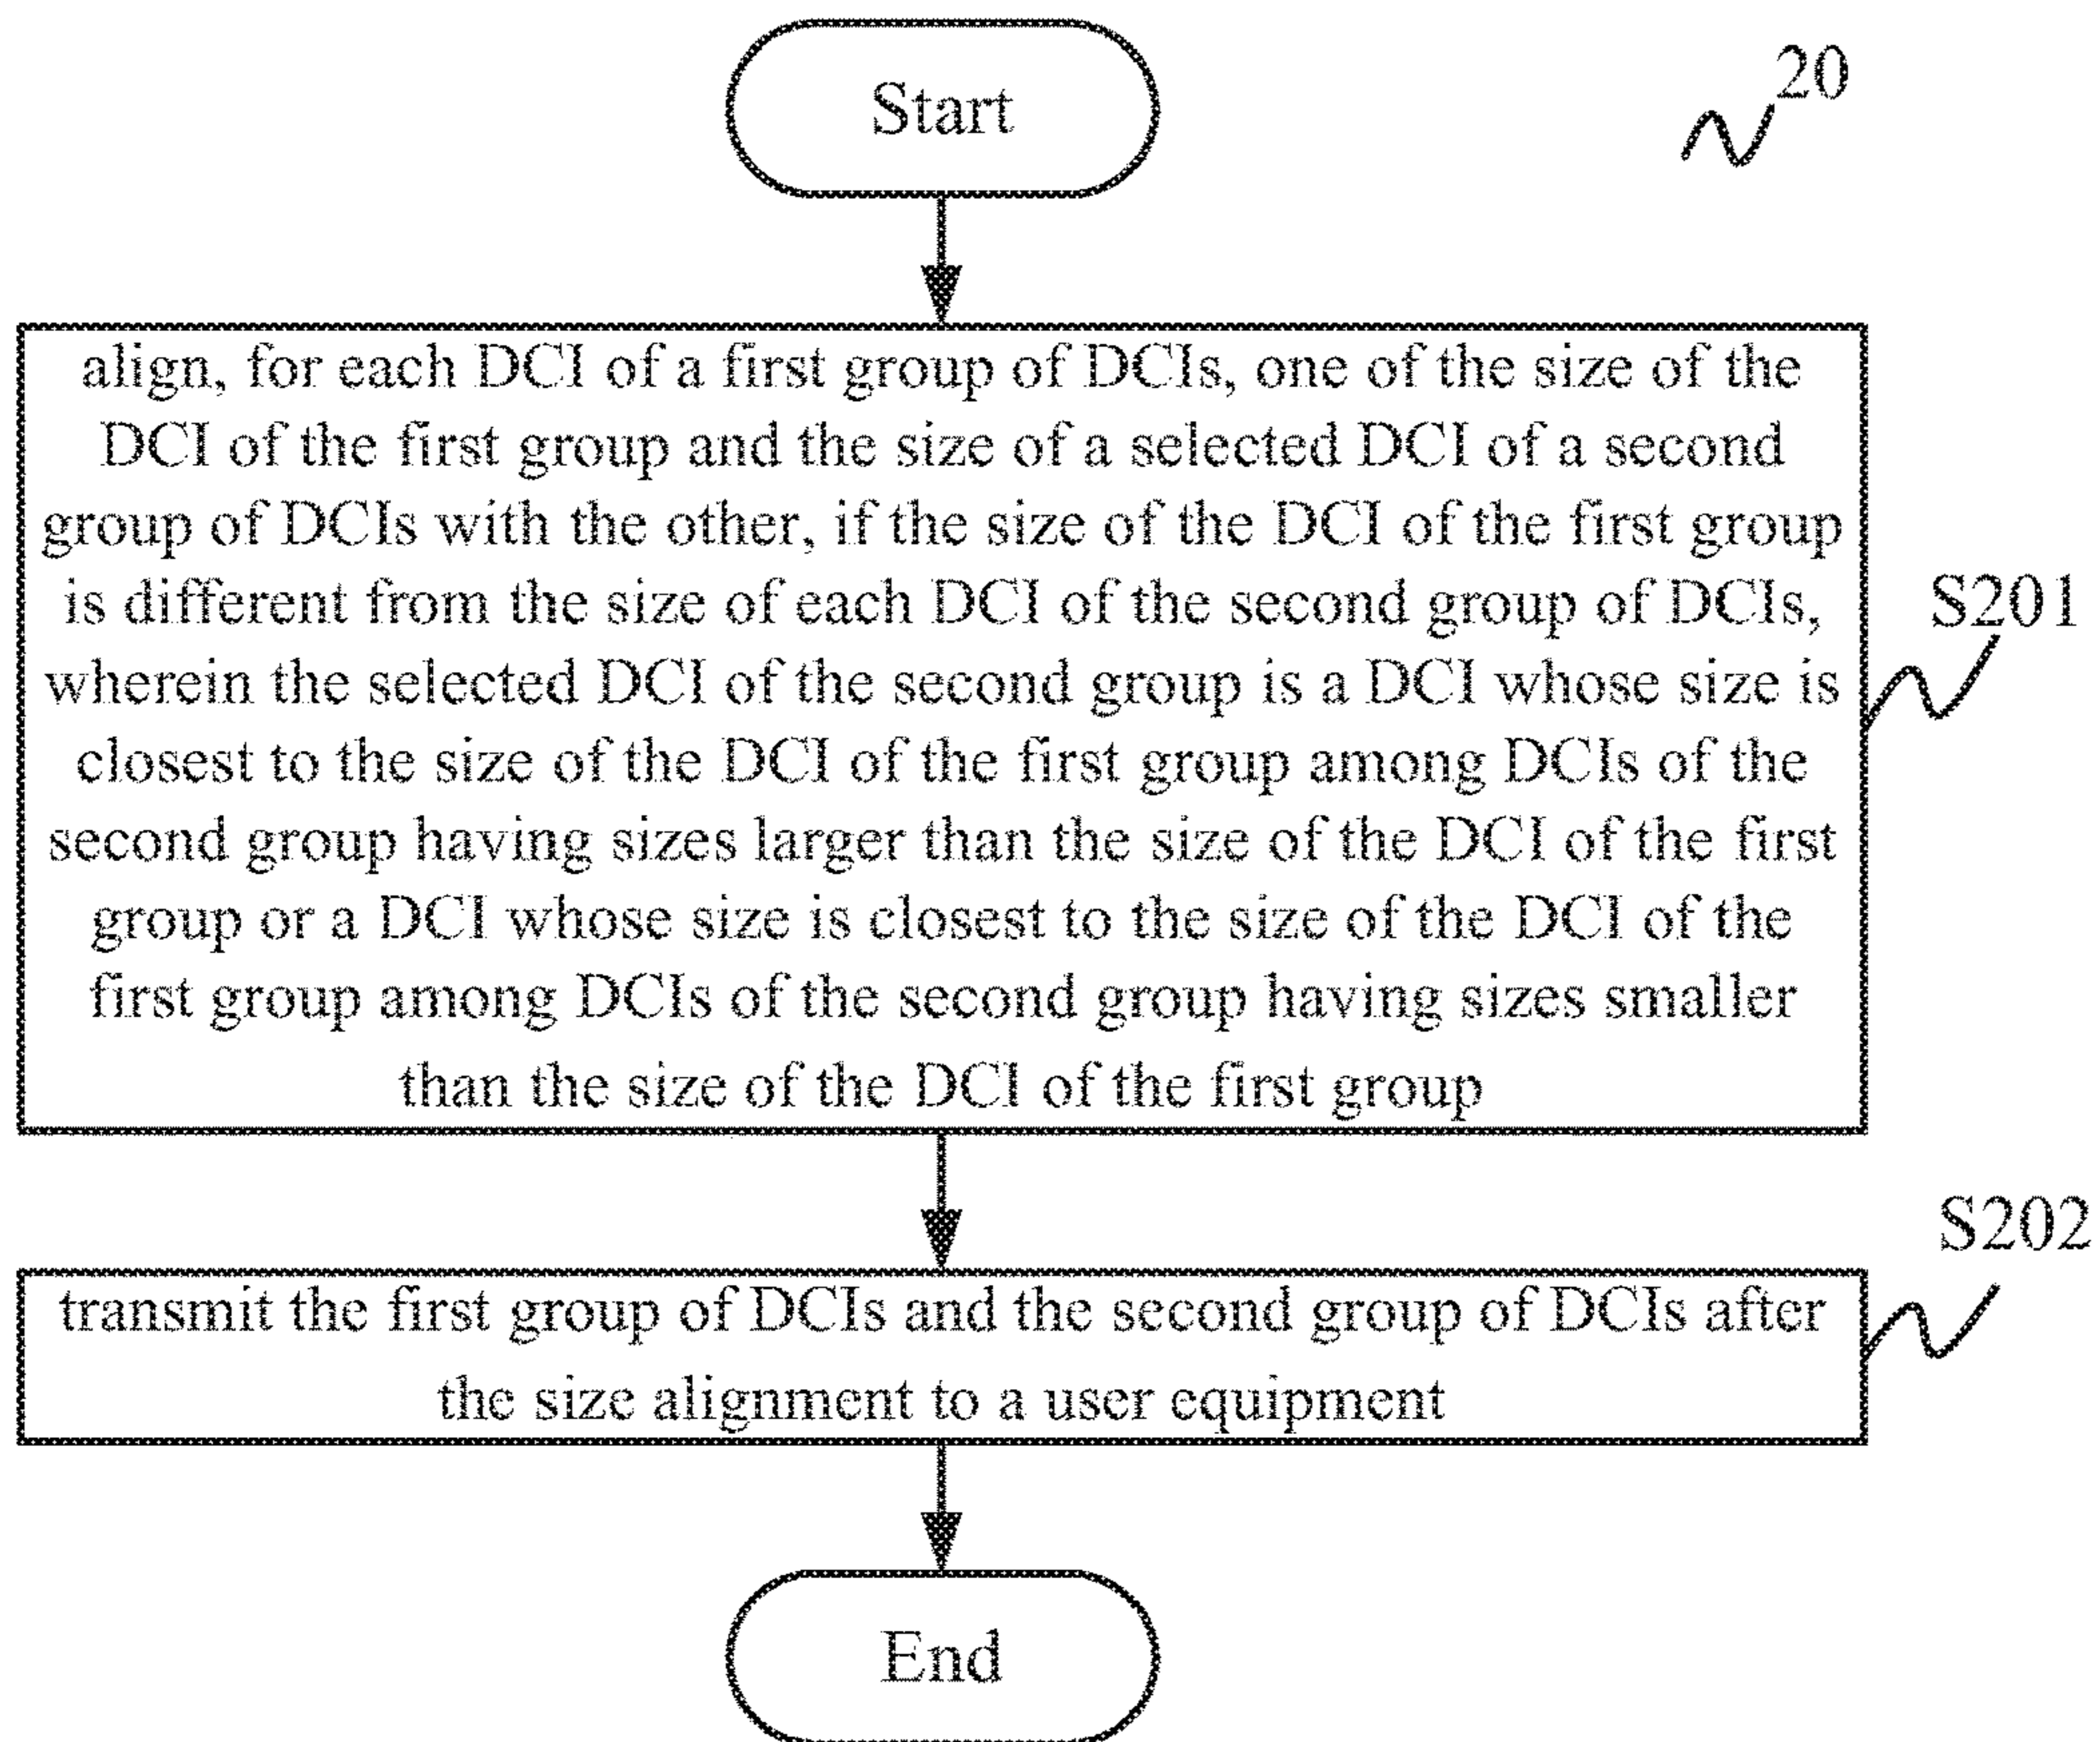 Start
20
align, for each DCI of a first group of DCIs, one of the size of the
DCI of the first group and the size of a selected DCI of a second
group of DCIs with the other, if the size of the DCI of the first group
is different from the size of each DCI of the second group of DCIs,
wherein the selected DCI of the second group is a DCI whose size is
closest to the size of the DCI of the first group among DCIs of the
second group having sizes larger than the size of the DCI of the first
group or a DCI whose size is closest to the size of the DCI of the
first group among DCIs of the second group having sizes smaller
than the size of the DCI of the first group
S201
S202
transmit the first group of DCIs and the second group of DCIs after
the size alignment to a user equipment
End